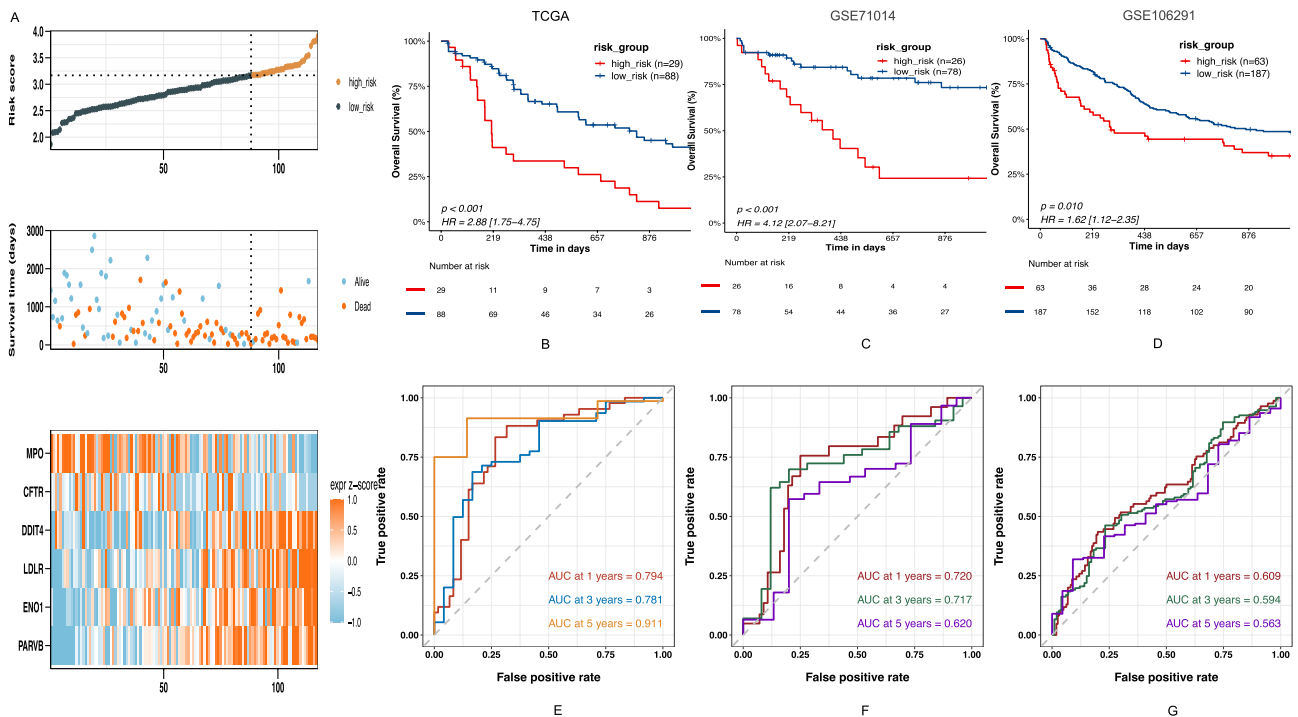 A
Risk score
4.0
3.5
3.0
2.5
2.0
50
100
high_risk
low_risk
Survival time (days)
3000
2000
1000
0
50
100
Alive
Dead
MPO
CFTR
DDIT4
LDLR
ENO1
PARVB
50
100
expr z-score
1.0
0.5
0.0
−0.5
−1.0
TCGA
Overall Survival (%)
100%
75%
50%
25%
0%
risk_group
high_risk (n=29)
low_risk (n=88)
p < 0.001
HR = 2.88 [1.75–4.75]
0 219 438 657 876
Time in days
Number at risk
29 11 9 7 3
88 69 46 34 26
B
GSE71014
Overall Survival (%)
100%
75%
50%
25%
0%
risk_group
high_risk (n=26)
low_risk (n=78)
p < 0.001
HR = 4.12 [2.07–8.21]
0 219 438 657 876
Time in days
Number at risk
26 16 8 4 4
78 54 44 36 27
C
GSE106291
Overall Survival (%)
100%
75%
50%
25%
0%
risk_group
high_risk (n=63)
low_risk (n=187)
p = 0.010
HR = 1.62 [1.12–2.35]
0 219 438 657 876
Time in days
Number at risk
63 36 28 24 20
187 152 118 102 90
D
True positive rate
1.00
0.75
0.50
0.25
0.00
AUC at 1 years = 0.794
AUC at 3 years = 0.781
AUC at 5 years = 0.911
0.00 0.25 0.50 0.75 1.00
False positive rate
E
True positive rate
1.00
0.75
0.50
0.25
0.00
AUC at 1 years = 0.720
AUC at 3 years = 0.717
AUC at 5 years = 0.620
0.00 0.25 0.50 0.75 1.00
False positive rate
F
True positive rate
1.00
0.75
0.50
0.25
0.00
AUC at 1 years = 0.609
AUC at 3 years = 0.594
AUC at 5 years = 0.563
0.00 0.25 0.50 0.75 1.00
False positive rate
G